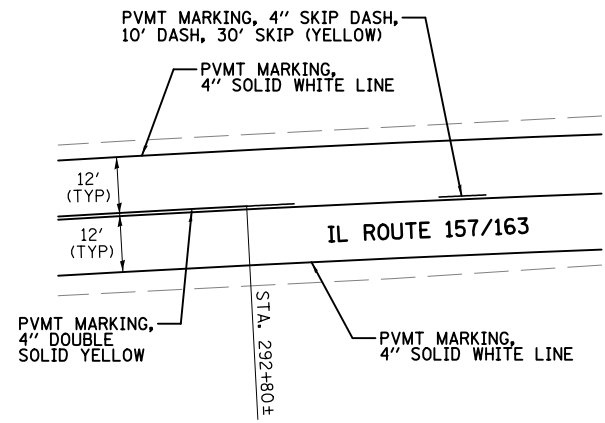 PVMT MARKING, 4" SKIP DASH,
10' DASH, 30' SKIP (YELLOW)
PVMT MARKING,
4" SOLID WHITE LINE
12'
(TYP)
12'
(TYP)
IL ROUTE 157/163
STA. 292+80±
PVMT MARKING,
4" DOUBLE
SOLID YELLOW
PVMT MARKING,
4" SOLID WHITE LINE